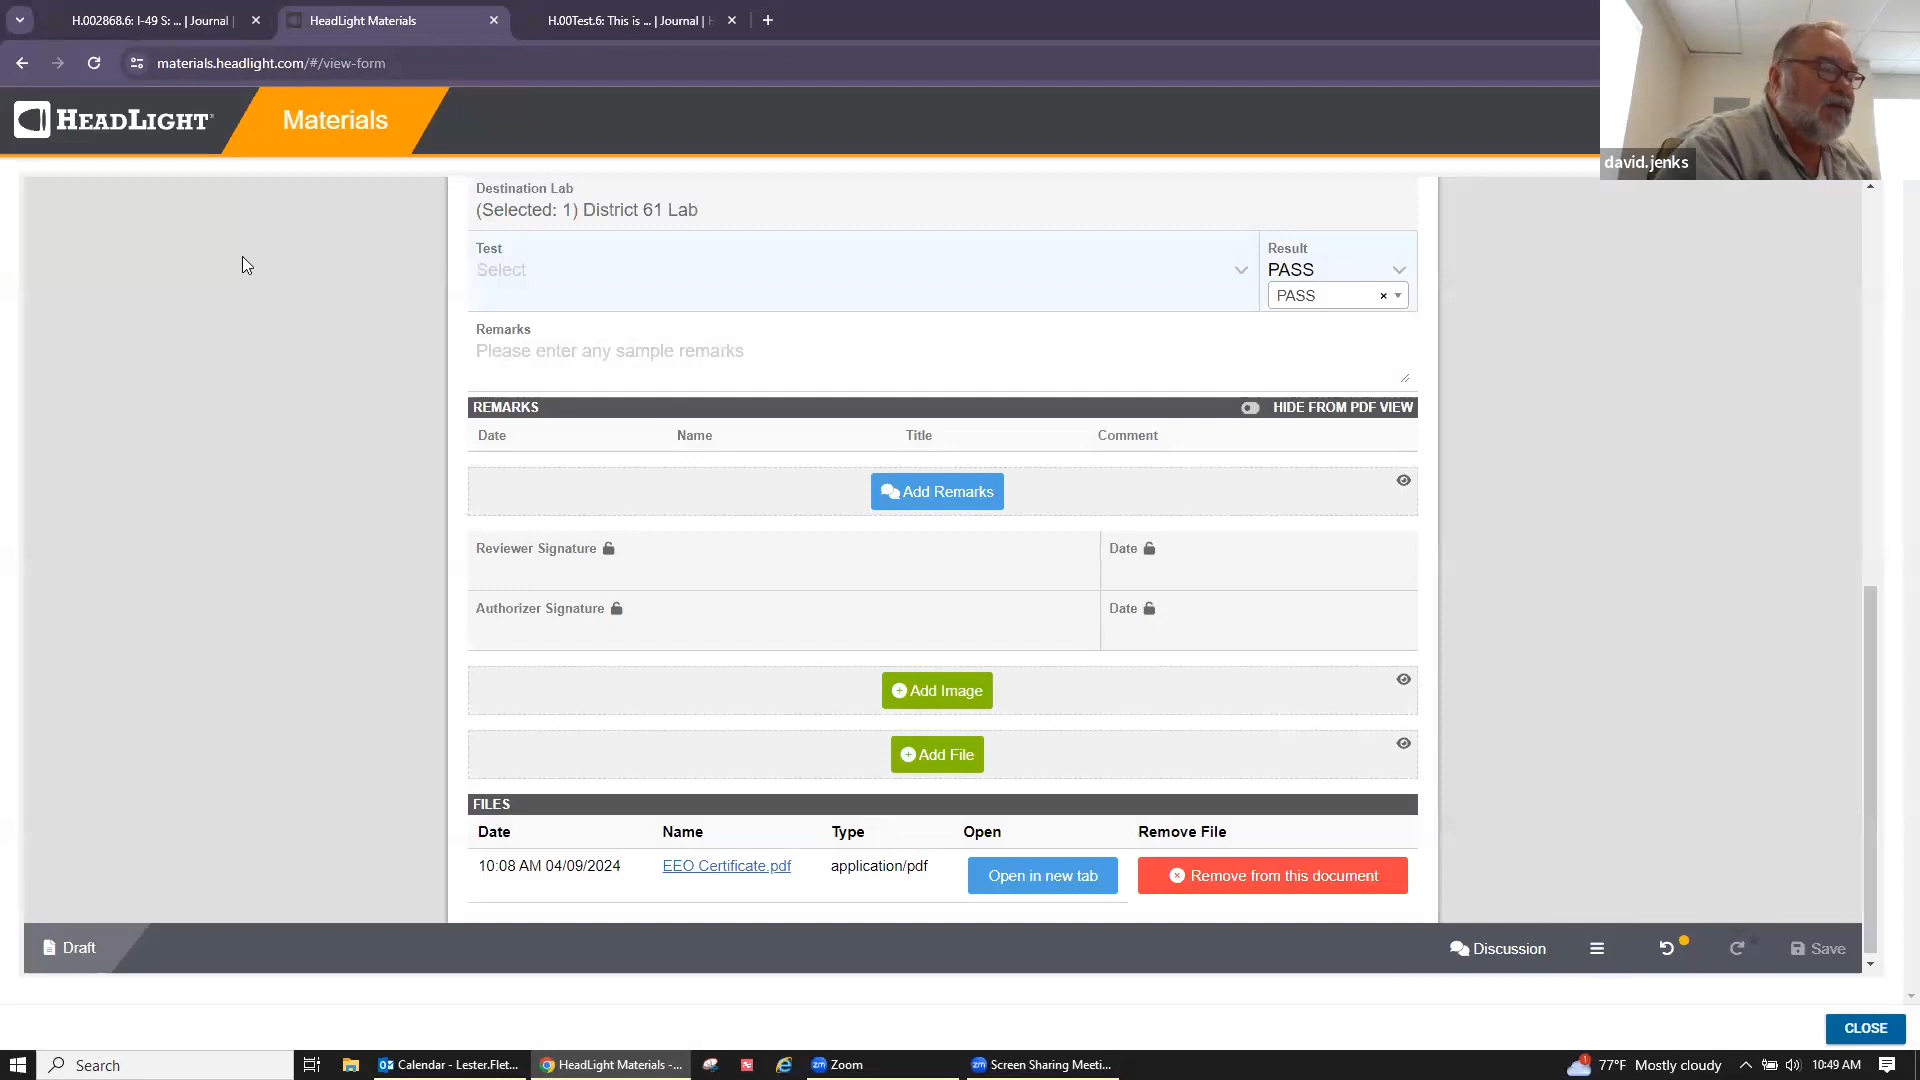 H.002868.6: I-49 S: ... | Journal |
HeadLight Materials
H.00Test.6: This is ... | Journal |
materials.headlight.com/#/view-form
HEADLIGHT
Materials
david.jenks
Destination Lab
(Selected: 1) District 61 Lab
Test
Select
Result
PASS
PASS
Remarks
Please enter any sample remarks
REMARKS
HIDE FROM PDF VIEW
Date Name Title Comment
Add Remarks
Reviewer Signature
Date
Authorizer Signature
Date
Add Image
Add File
FILES
Date Name Type Open Remove File
10:08 AM 04/09/2024 EEO Certificate.pdf application/pdf Open in new tab Remove from this document
Draft
Discussion
Save
CLOSE
Search
Calendar - Lester.Flet...
HeadLight Materials -...
Zoom
Screen Sharing Meeti...
1
77°F Mostly cloudy
10:49 AM